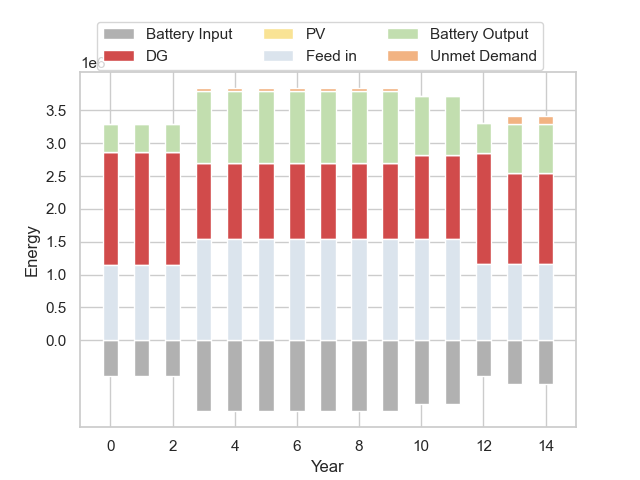 Battery Input PV Battery Output
DG Feed in Unmet Demand
1e6
3.5
3.0
2.5
2.0
1.5
1.0
0.5
0.0
Energy
0 2 4 6 8 10 12 14
Year